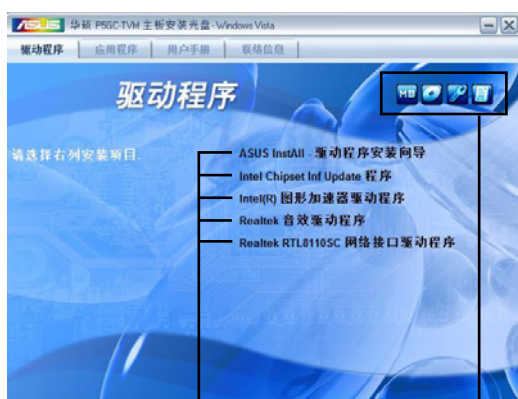 ASUS 华硕 P5GC-TVM 主板安装光盘 - Windows Vista
驱动程序 应用程序 用户手册 联络信息
驱动程序
MB
请选择右列安装项目.
ASUS InstAll - 驱动程序安装向导
Intel Chipset Inf Update 程序
Intel(R) 图形加速器驱动程序
Realtek 音效驱动程序
Realtek RTL8110SC 网络接口驱动程序